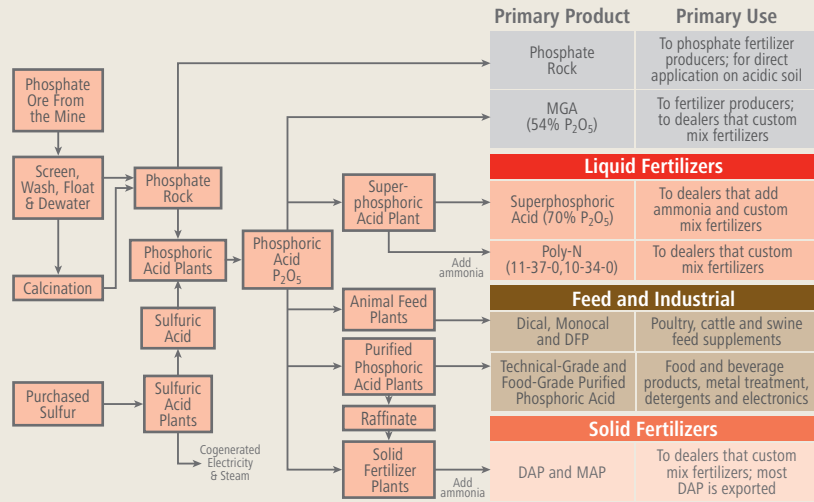 Primary Product
Primary Use
Phosphate
Ore From
the Mine
Screen,
Wash, Float
& Dewater
Calcination
Purchased
Sulfur
Phosphate
Rock
Phosphoric
Acid Plants
Sulfuric
Acid
Sulfuric
Acid
Plants
Cogenerated
Electricity
& Steam
Phosphoric
Acid
P₂O₅
Super-
phosphoric
Acid Plant
Add
ammonia
Animal Feed
Plants
Purified
Phosphoric
Acid Plants
Raffinate
Solid
Fertilizer
Plants
Add
ammonia
Phosphate
Rock
To phosphate fertilizer
producers; for direct
application on acidic soil
MGA
(54% P₂O₅)
To fertilizer producers;
to dealers that custom
mix fertilizers
Liquid Fertilizers
Superphosphoric
Acid (70% P₂O₅)
To dealers that add
ammonia and custom
mix fertilizers
Poly-N
(11-37-0,10-34-0)
To dealers that custom
mix fertilizers
Feed and Industrial
Dical, Monocal
and DFP
Poultry, cattle and swine
feed supplements
Technical-Grade and
Food-Grade Purified
Phosphoric Acid
Food and beverage
products, metal treatment,
detergents and electronics
Solid Fertilizers
DAP and MAP
To dealers that custom
mix fertilizers; most
DAP is exported